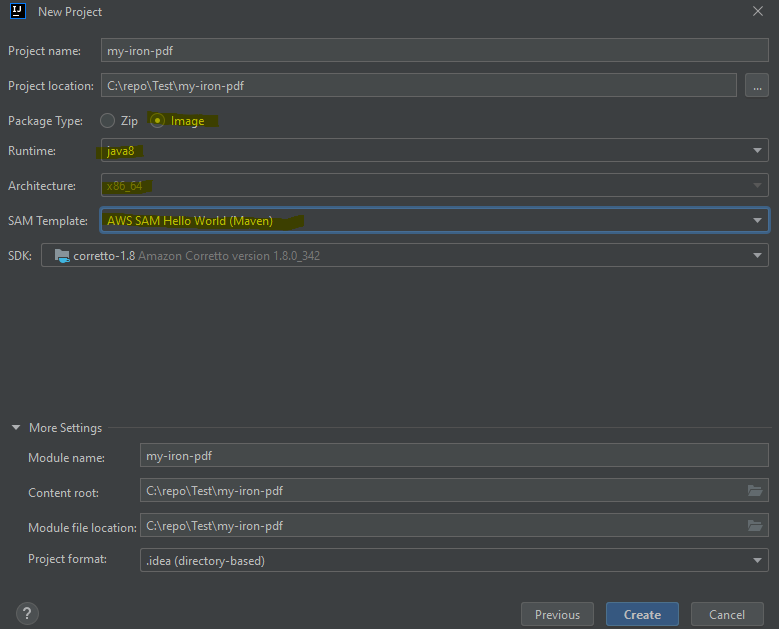 IJ New Project
Project name: my-iron-pdf
Project location: C:\repo\Test\my-iron-pdf ...
Package Type: Zip Image
Runtime: java8
Architecture: x86_64
SAM Template: AWS SAM Hello World (Maven)
SDK: corretto-1.8 Amazon Corretto version 1.8.0_342
More Settings
Module name: my-iron-pdf
Content root: C:\repo\Test\my-iron-pdf
Module file location: C:\repo\Test\my-iron-pdf
Project format: .idea (directory-based)
? Previous Create Cancel